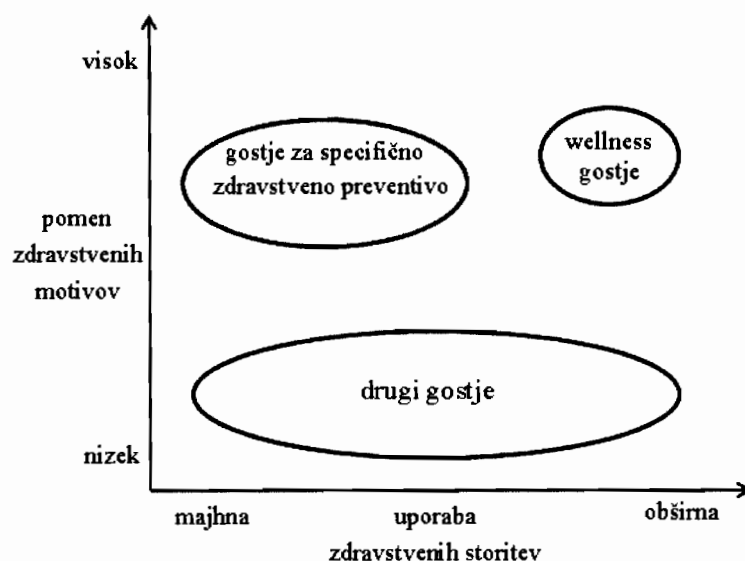 visok
gostje za specifično
zdravstveno preventivo
wellness
gostje
pomen
zdravstvenih
motivov
drugi gostje
nizek
majhna
uporaba
obširna
zdravstvenih storitev